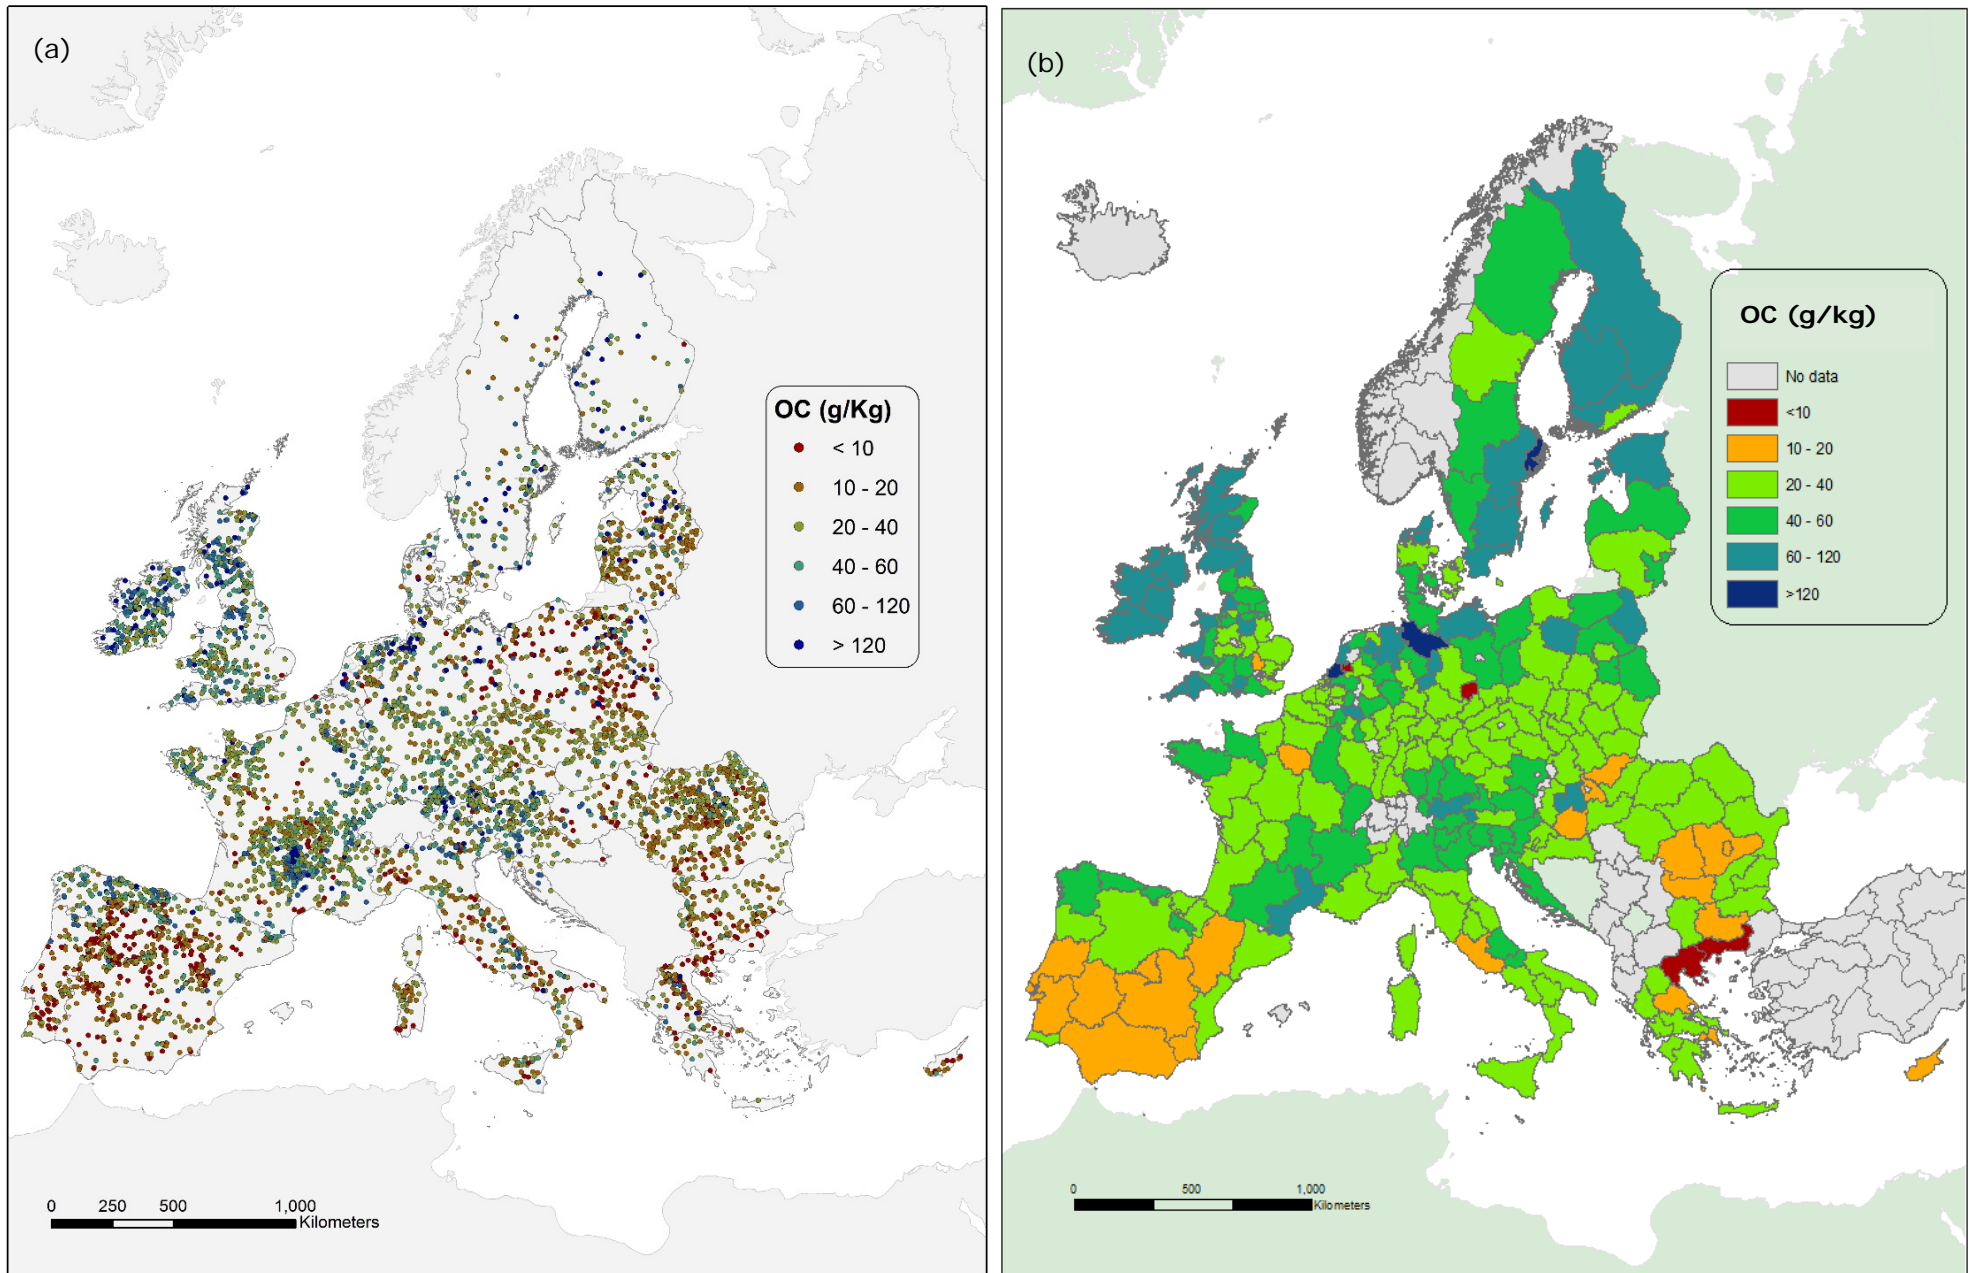 (a)
OC (g/Kg)
< 10
10 - 20
20 - 40
40 - 60
60 - 120
> 120
0 250 500 1,000
Kilometers
(b)
OC (g/kg)
No data
<10
10 - 20
20 - 40
40 - 60
60 - 120
>120
0 500 1,000
Kilometers